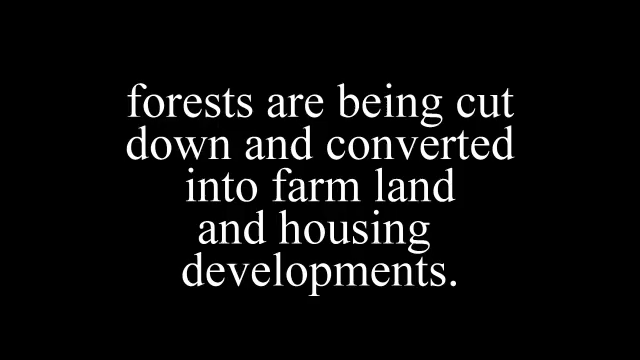 forests are being cut
down and converted
into farm land
and housing
developments.